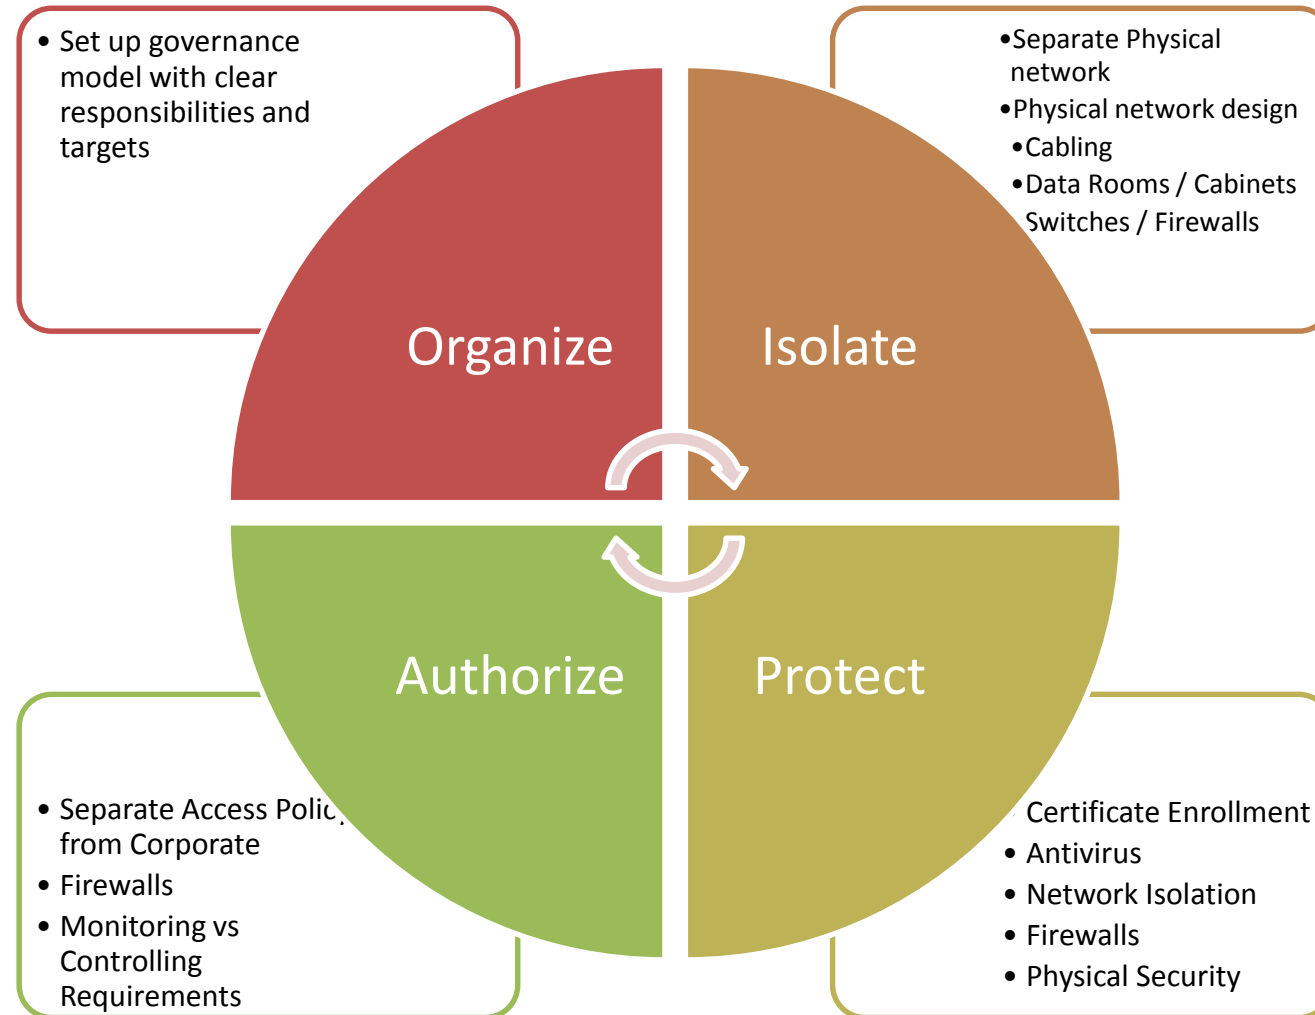 • Set up governance
model with clear
responsibilities and
targets
•Separate Physical
network
•Physical network design
•Cabling
•Data Rooms / Cabinets
Switches / Firewalls
Organize
Isolate
Authorize
Protect
• Separate Access Policy
from Corporate
• Firewalls
• Monitoring vs
Controlling
Requirements
• Certificate Enrollment
• Antivirus
• Network Isolation
• Firewalls
• Physical Security